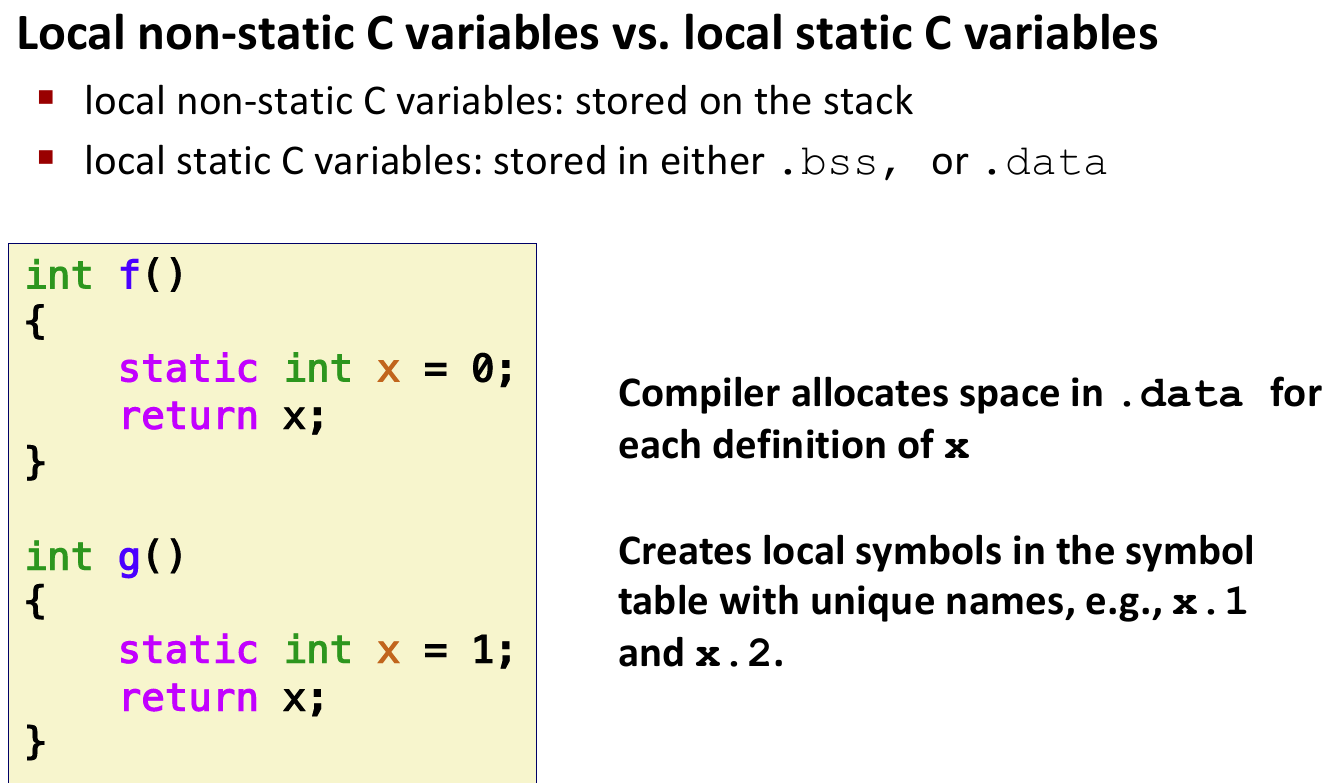 Local non-static C variables vs. local static C variables
▪ local non-static C variables: stored on the stack
▪ local static C variables: stored in either .bss, or .data
int f()
{
    static int x = 0;
    return x;
}
int g()
{
    static int x = 1;
    return x;
}
Compiler allocates space in .data for
each definition of x
Creates local symbols in the symbol
table with unique names, e.g., x.1
and x.2.